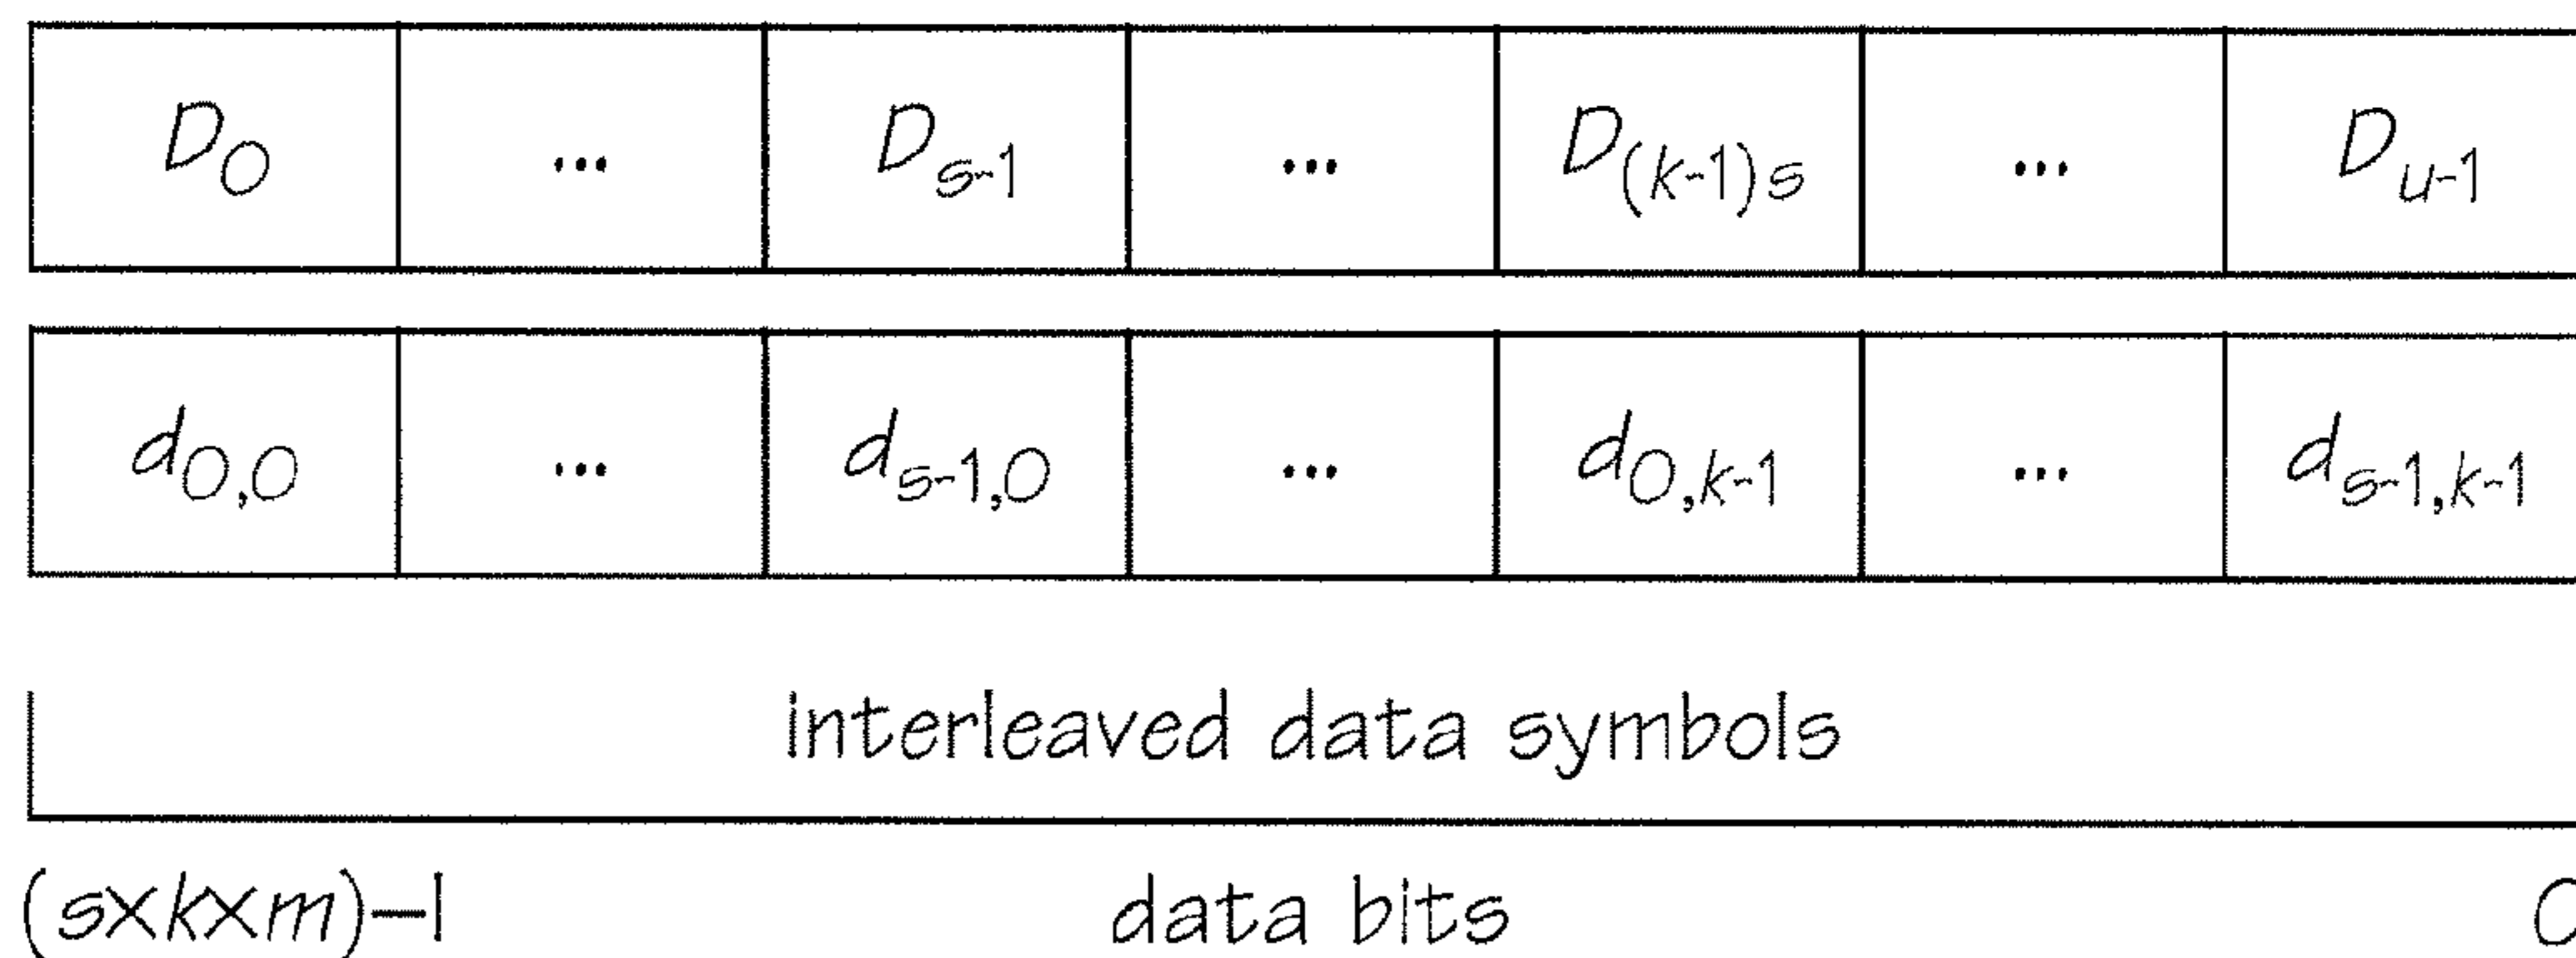 D0 ... Ds-1 ... D(k-1)s ... Du-1
d0,0 ... ds-1,0 ... d0,k-1 ... ds-1,k-1
interleaved data symbols
(s×k×m)–1 data bits 0